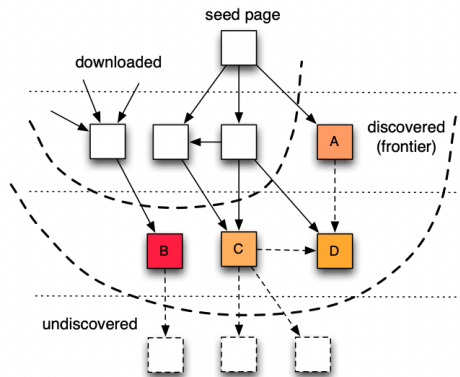 seed page
downloaded
A
discovered
(frontier)
B
C
D
undiscovered